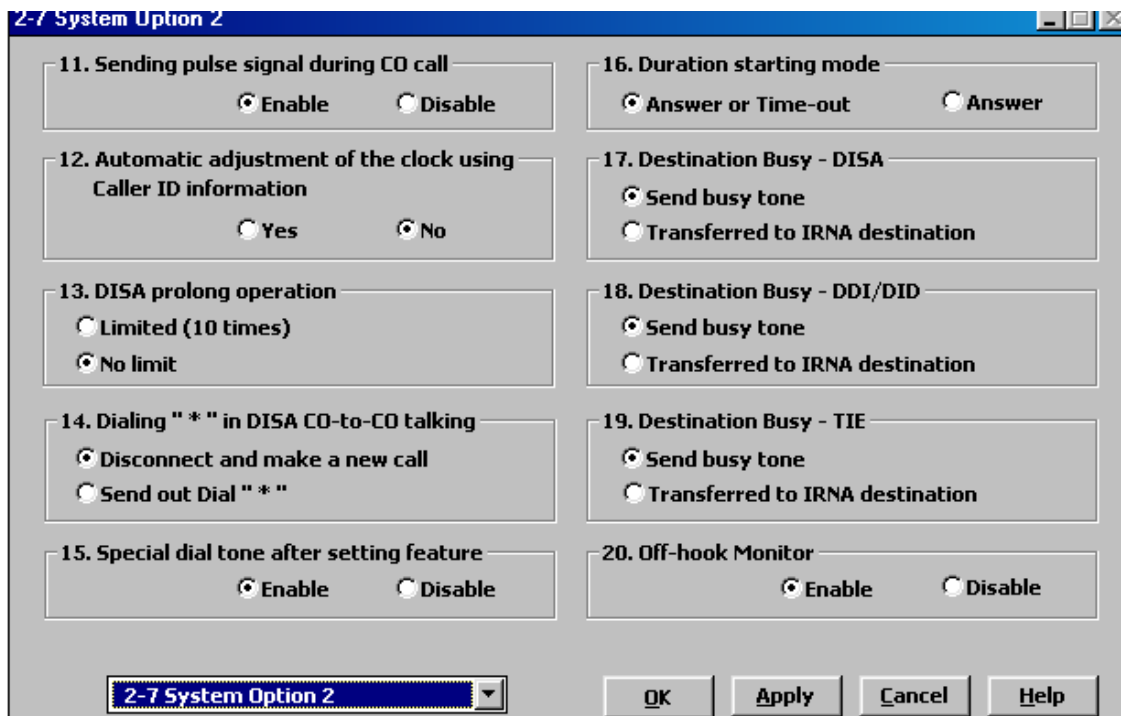 2-7 System Option 2
11. Sending pulse signal during CO call
Enable Disable
12. Automatic adjustment of the clock using
Caller ID information
Yes No
13. DISA prolong operation
Limited (10 times)
No limit
14. Dialing " * " in DISA CO-to-CO talking
Disconnect and make a new call
Send out Dial " * "
15. Special dial tone after setting feature
Enable Disable
16. Duration starting mode
Answer or Time-out Answer
17. Destination Busy - DISA
Send busy tone
Transferred to IRNA destination
18. Destination Busy - DDI/DID
Send busy tone
Transferred to IRNA destination
19. Destination Busy - TIE
Send busy tone
Transferred to IRNA destination
20. Off-hook Monitor
Enable Disable
2-7 System Option 2
OK Apply Cancel Help